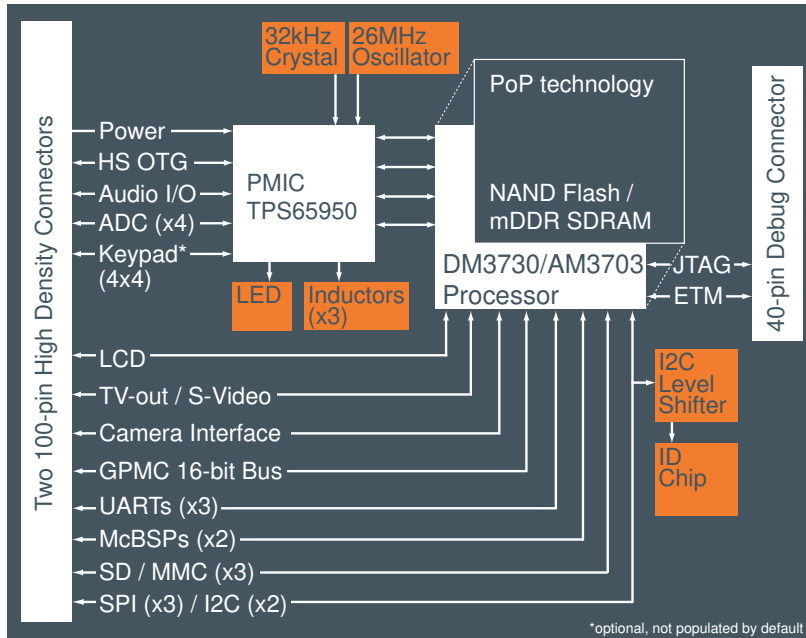 32kHz
Crystal
26MHz
Oscillator
PoP technology
NAND Flash /
mDDR SDRAM
Two 100-pin High Density Connectors
Power
HS OTG
Audio I/O
ADC (x4)
Keypad*
(4x4)
PMIC
TPS65950
DM3730/AM3703
Processor
JTAG
ETM
40-pin Debug Connector
LED
Inductors
(x3)
LCD
TV-out / S-Video
Camera Interface
GPMC 16-bit Bus
UARTs (x3)
McBSPs (x2)
SD / MMC (x3)
SPI (x3) / I2C (x2)
I2C
Level
Shifter
ID
Chip
*optional, not populated by default